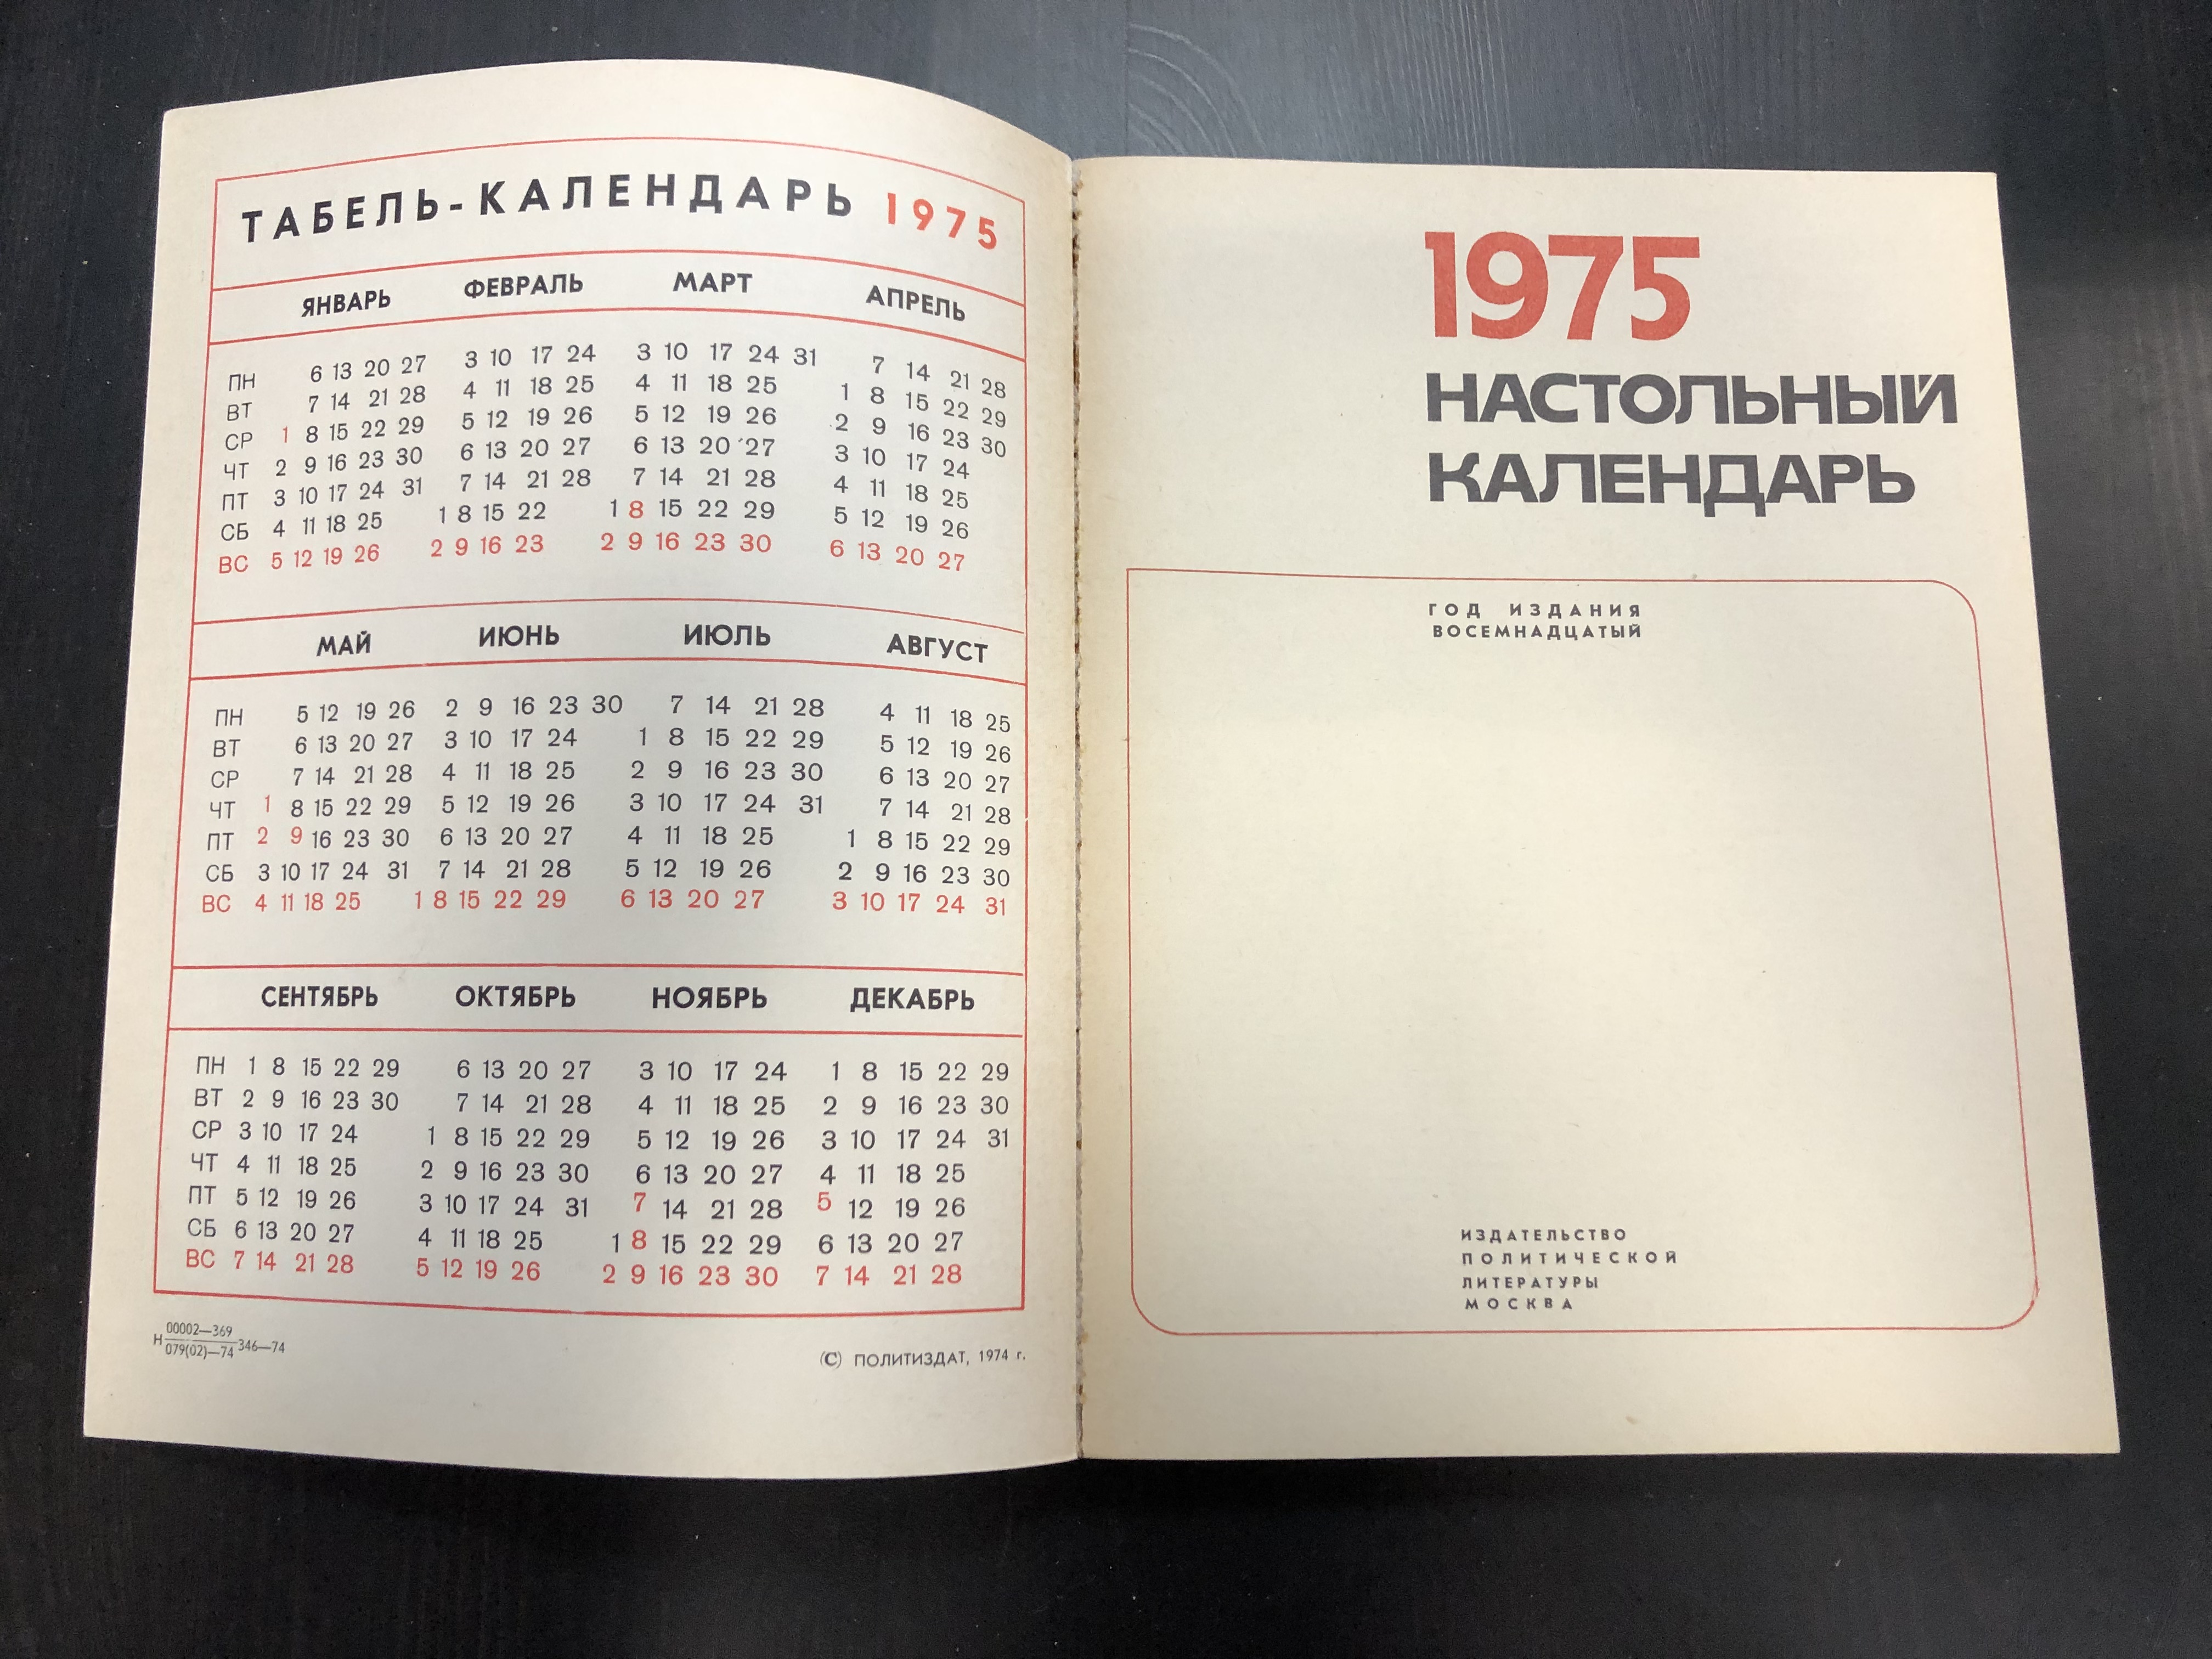 ТАБЕЛЬ-КАЛЕНДАРЬ 1975
ЯНВАРЬ ФЕВРАЛЬ МАРТ АПРЕЛЬ
ПН 6 13 20 27 3 10 17 24 3 10 17 24 31 7 14 21 28
ВТ 7 14 21 28 4 11 18 25 4 11 18 25 1 8 15 22 29
СР 1 8 15 22 29 5 12 19 26 5 12 19 26 2 9 16 23 30
ЧТ 2 9 16 23 30 6 13 20 27 6 13 20 27 3 10 17 24
ПТ 3 10 17 24 31 7 14 21 28 7 14 21 28 4 11 18 25
СБ 4 11 18 25 1 8 15 22 1 8 15 22 29 5 12 19 26
ВС 5 12 19 26 2 9 16 23 2 9 16 23 30 6 13 20 27
МАЙ ИЮНЬ ИЮЛЬ АВГУСТ
ПН 5 12 19 26 2 9 16 23 30 7 14 21 28 4 11 18 25
ВТ 6 13 20 27 3 10 17 24 1 8 15 22 29 5 12 19 26
СР 7 14 21 28 4 11 18 25 2 9 16 23 30 6 13 20 27
ЧТ 1 8 15 22 29 5 12 19 26 3 10 17 24 31 7 14 21 28
ПТ 2 9 16 23 30 6 13 20 27 4 11 18 25 1 8 15 22 29
СБ 3 10 17 24 31 7 14 21 28 5 12 19 26 2 9 16 23 30
ВС 4 11 18 25 1 8 15 22 29 6 13 20 27 3 10 17 24 31
СЕНТЯБРЬ ОКТЯБРЬ НОЯБРЬ ДЕКАБРЬ
ПН 1 8 15 22 29 6 13 20 27 3 10 17 24 1 8 15 22 29
ВТ 2 9 16 23 30 7 14 21 28 4 11 18 25 2 9 16 23 30
СР 3 10 17 24 1 8 15 22 29 5 12 19 26 3 10 17 24 31
ЧТ 4 11 18 25 2 9 16 23 30 6 13 20 27 4 11 18 25
ПТ 5 12 19 26 3 10 17 24 31 7 14 21 28 5 12 19 26
СБ 6 13 20 27 4 11 18 25 1 8 15 22 29 6 13 20 27
ВС 7 14 21 28 5 12 19 26 2 9 16 23 30 7 14 21 28
Н 00002—369
079(02)—74 346—74
(С) ПОЛИТИЗДАТ, 1974 г.
1975
НАСТОЛЬНЫЙ
КАЛЕНДАРЬ
ГОД ИЗДАНИЯ
ВОСЕМНАДЦАТЫЙ
ИЗДАТЕЛЬСТВО
ПОЛИТИЧЕСКОЙ
ЛИТЕРАТУРЫ
МОСКВА